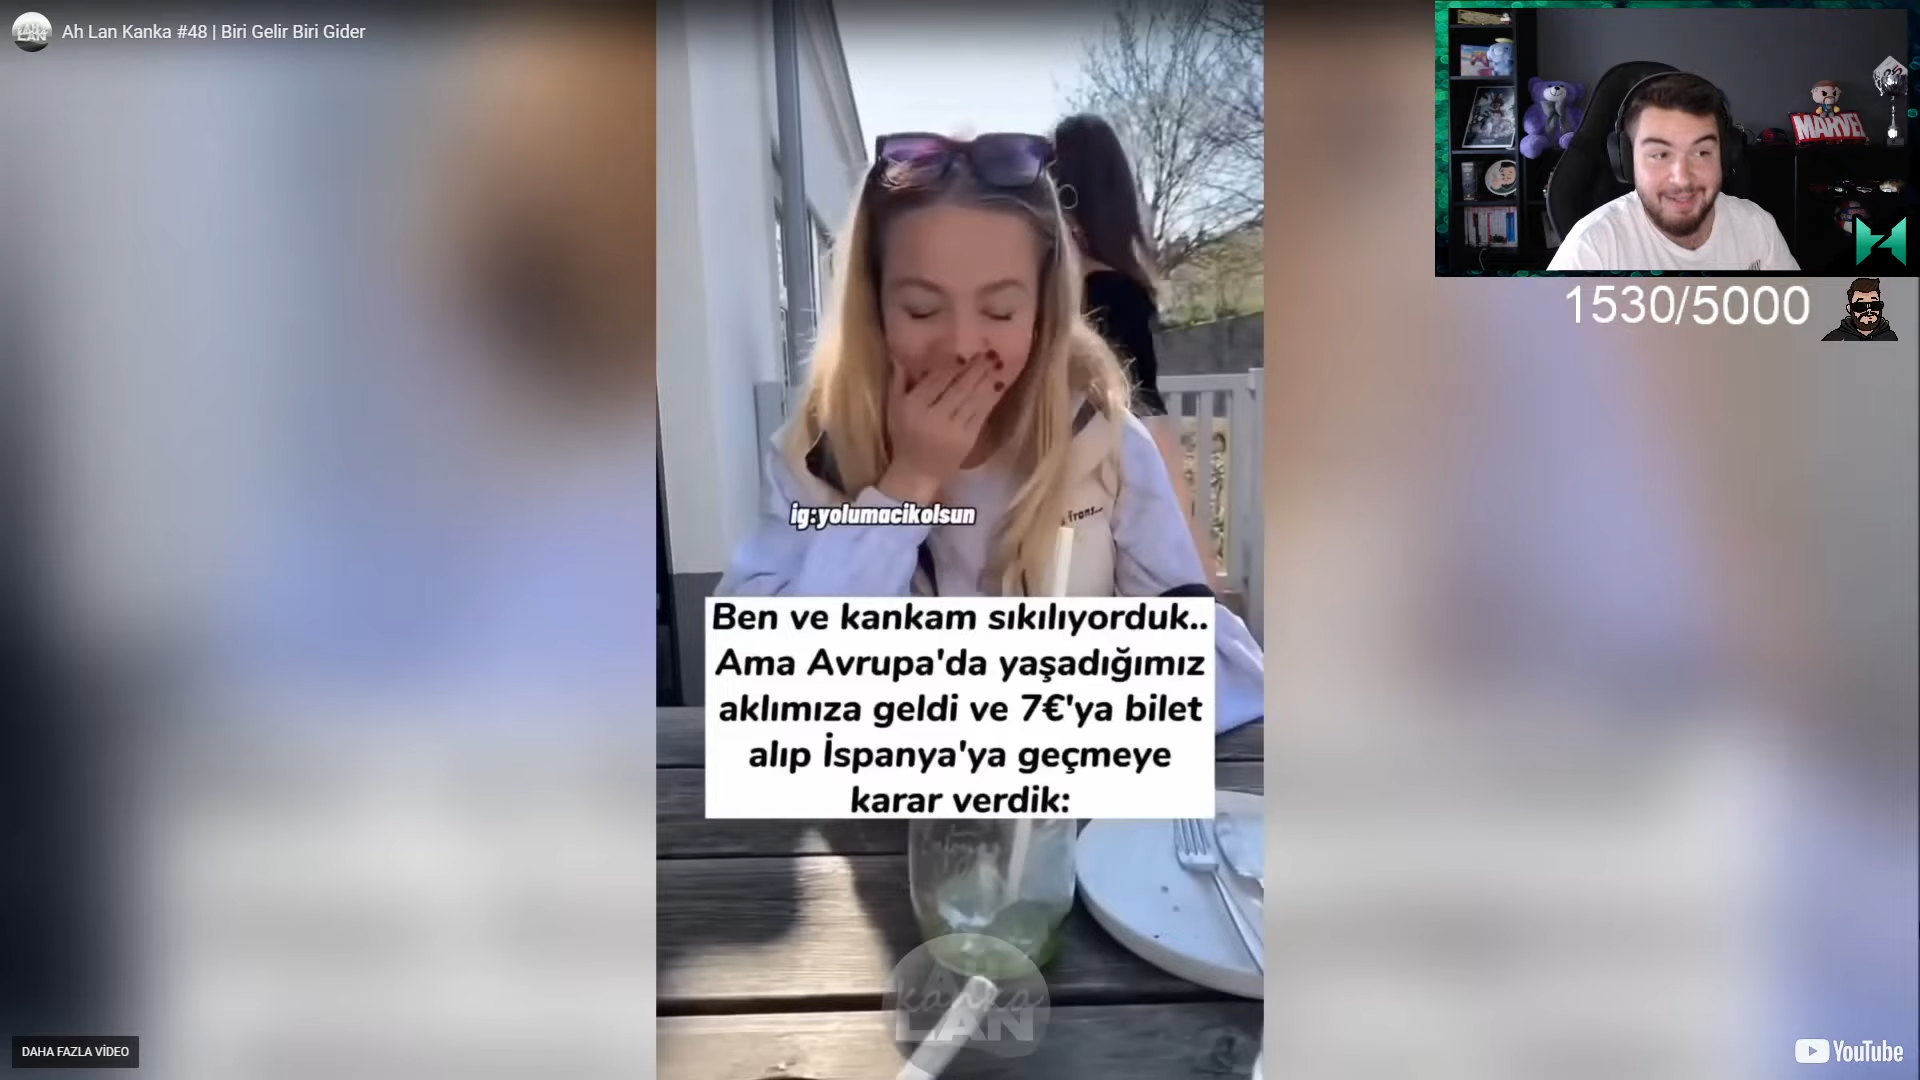 Ah Lan Kanka #48 | Biri Gelir Biri Gider
MARVEL
1530/5000
ig:yolumacikolsun
Ben ve kankam sıkılıyorduk..
Ama Avrupa'da yaşadığımız
aklımıza geldi ve 7€'ya bilet
alıp İspanya'ya geçmeye
karar verdik:
kanka
LAN
DAHA FAZLA VİDEO
YouTube